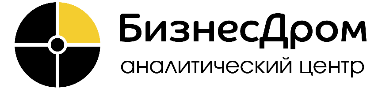 БизнесДром
аналитический центр